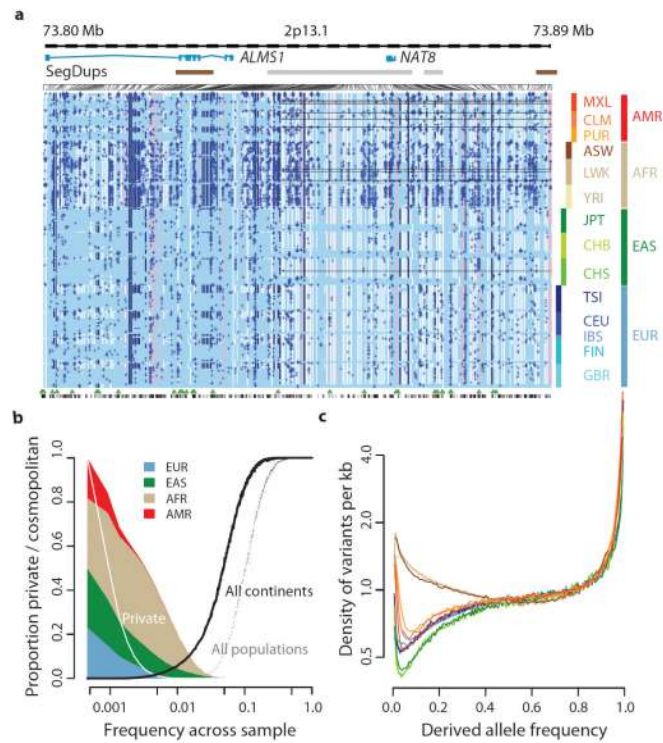 a
73.80 Mb 2p13.1 73.89 Mb
ALMS1 NAT8
SegDups
MXL
CLM
PUR
AMR
ASW
LWK
YRI
AFR
JPT
CHB
CHS
EAS
TSI
CEU
IBS
FIN
GBR
EUR
b
Proportion private / cosmopolitan
1.0
0.8
0.6
0.4
0.2
0.0
EUR
EAS
AFR
AMR
Private
All continents
All populations
0.001 0.01 0.1 1.0
Frequency across sample
c
Density of variants per kb
4.0
2.0
1.0
0.5
0.0 0.2 0.4 0.6 0.8 1.0
Derived allele frequency